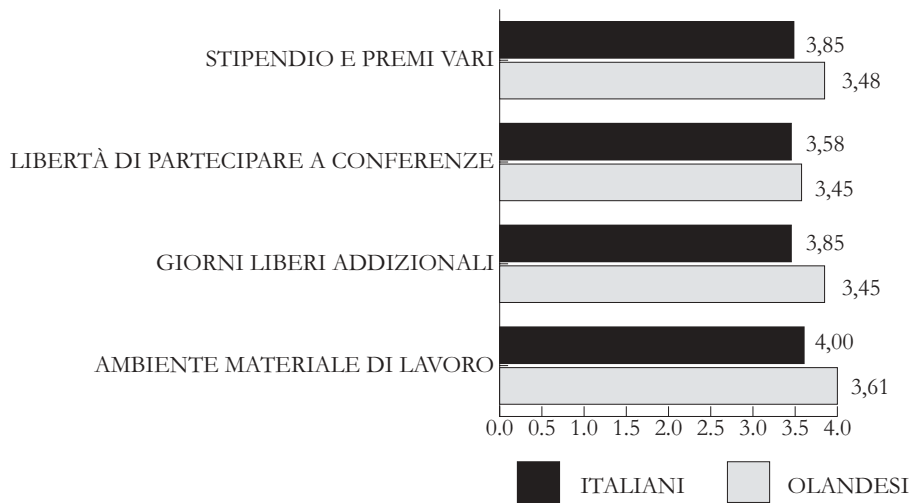 STIPENDIO E PREMI VARI
3,85
3,48
LIBERTÀ DI PARTECIPARE A CONFERENZE
3,58
3,45
GIORNI LIBERI ADDIZIONALI
3,85
3,45
AMBIENTE MATERIALE DI LAVORO
4,00
3,61
0.0 0.5 1.0 1.5 2.0 2.5 3.0 3.5 4.0
ITALIANI OLANDESI